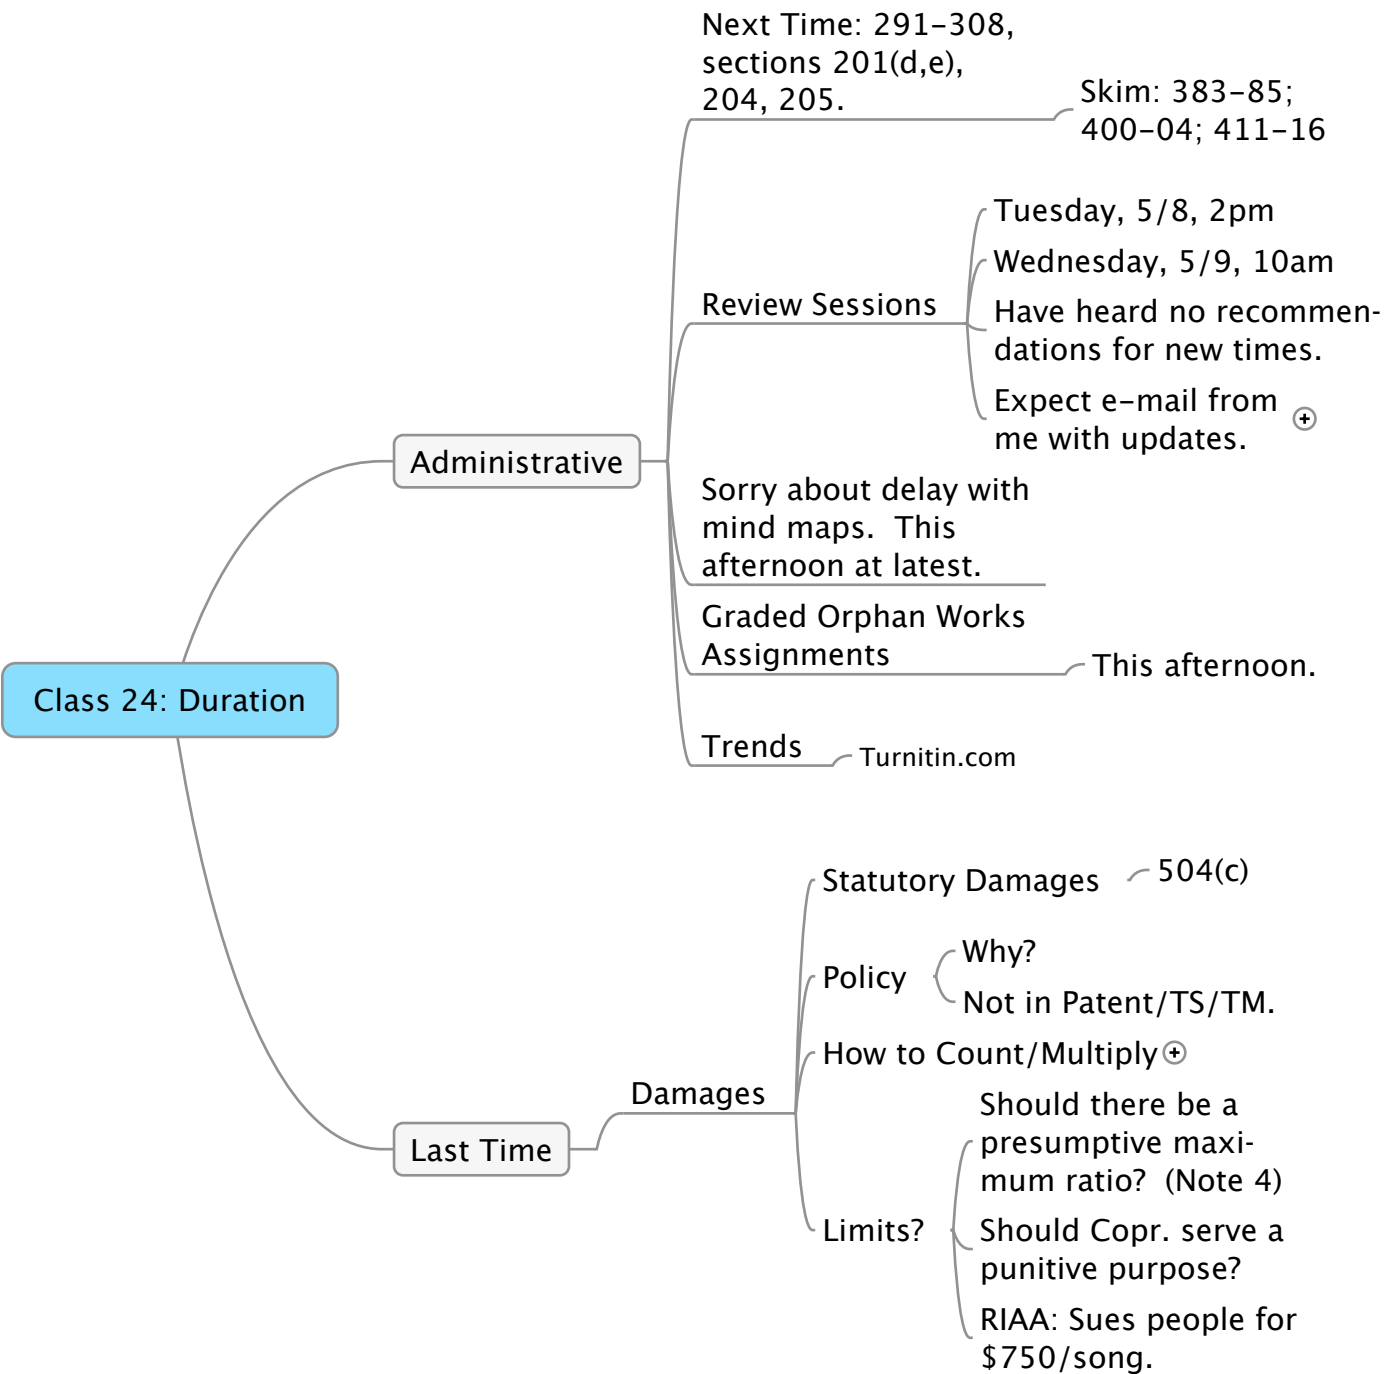 Next Time: 291-308,
sections 201(d,e),
204, 205.
Skim: 383-85;
400-04; 411-16
Tuesday, 5/8, 2pm
Wednesday, 5/9, 10am
Review Sessions
Have heard no recommen-
dations for new times.
Expect e-mail from
me with updates.
Administrative
Sorry about delay with
mind maps.  This
afternoon at latest.
Graded Orphan Works
Assignments
This afternoon.
Class 24: Duration
Trends
Turnitin.com
Statutory Damages
504(c)
Policy
Why?
Not in Patent/TS/TM.
How to Count/Multiply
Damages
Last Time
Should there be a
presumptive maxi-
mum ratio?  (Note 4)
Limits?
Should Copr. serve a
punitive purpose?
RIAA: Sues people for
$750/song.